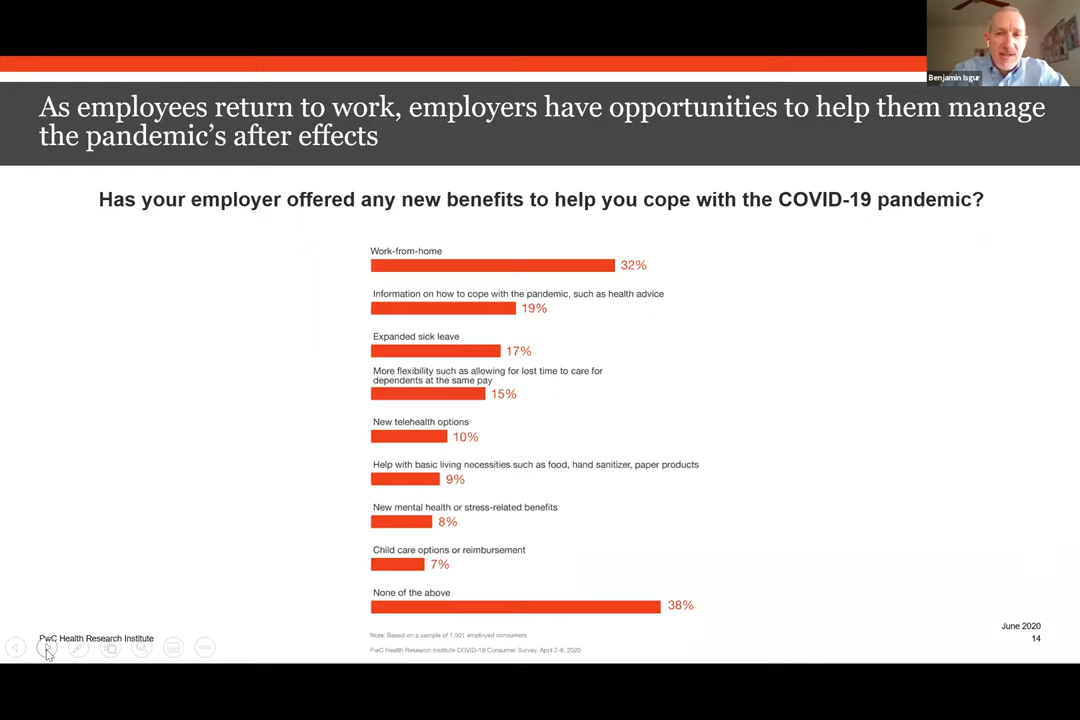 Benjamin Isgur
As employees return to work, employers have opportunities to help them manage
the pandemic's after effects
Has your employer offered any new benefits to help you cope with the COVID-19 pandemic?
Work-from-home
32%
Information on how to cope with the pandemic, such as health advice
19%
Expanded sick leave
17%
More flexibility such as allowing for lost time to care for
dependents at the same pay
15%
New telehealth options
10%
Help with basic living necessities such as food, hand sanitizer, paper products
9%
New mental health or stress-related benefits
8%
Child care options or reimbursement
7%
None of the above
38%
Note: Based on a sample of 1,501 employed consumers
PwC Health Research Institute COVID-19 Consumer Survey, April 2-8, 2020
PwC Health Research Institute
June 2020
14